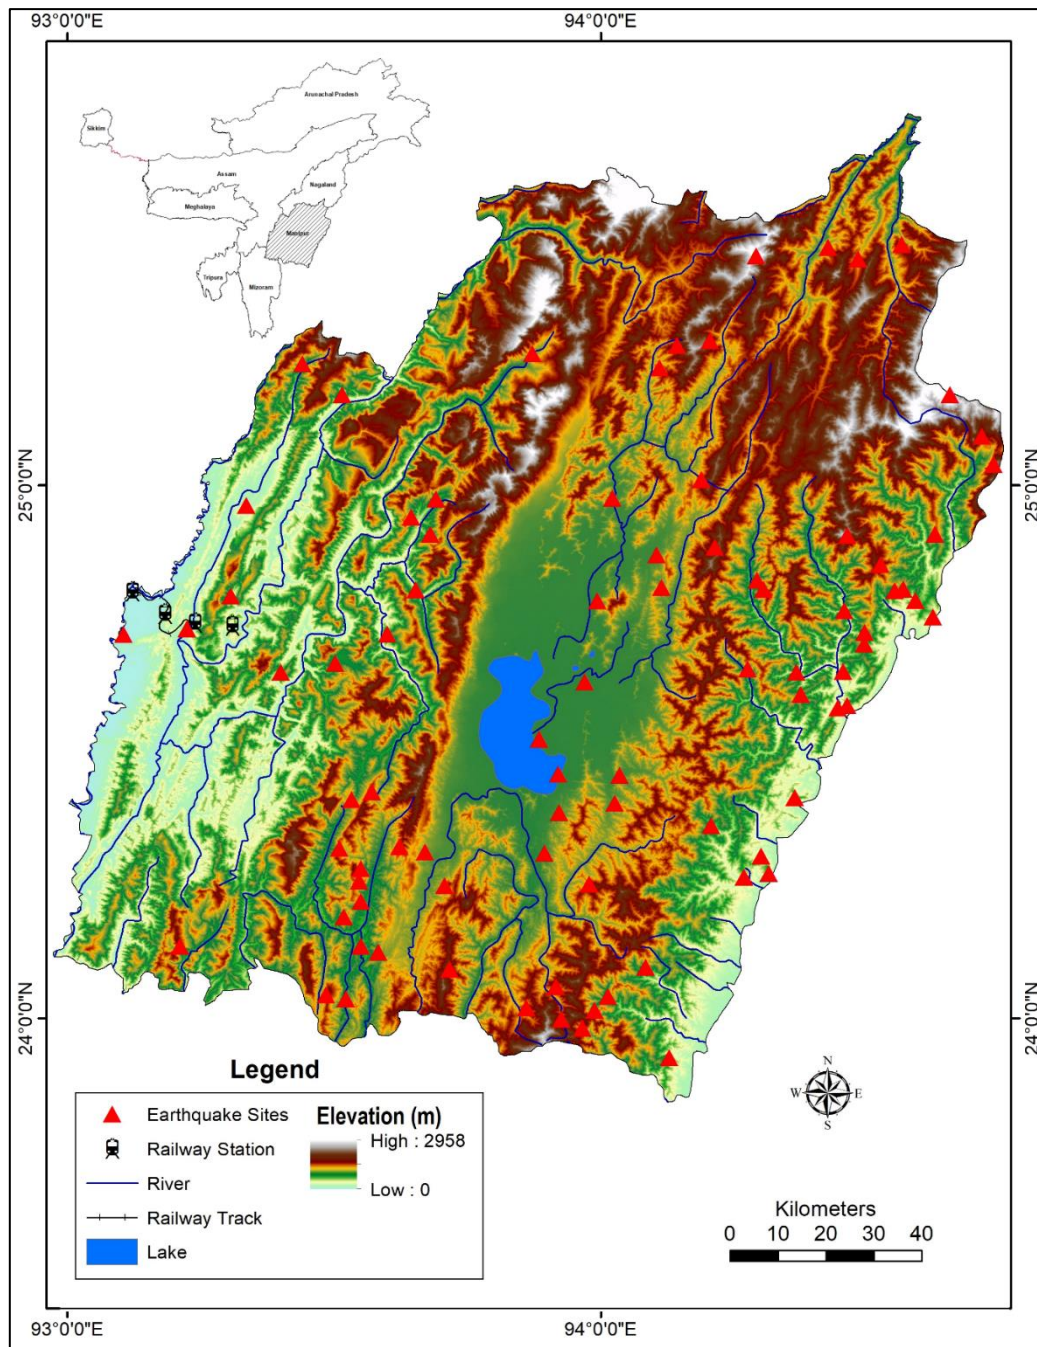 93°0'0"E 94°0'0"E
Arunachal Pradesh
Sikkim
Assam
Nagaland
Meghalaya
Manipur
Tripura
Mizoram
25°0'0"N 25°0'0"N
24°0'0"N 24°0'0"N
Legend
Earthquake Sites
Railway Station
River
Railway Track
Lake
Elevation (m)
High : 2958
Low : 0
N
W E
S
Kilometers
0 10 20 30 40
93°0'0"E 94°0'0"E